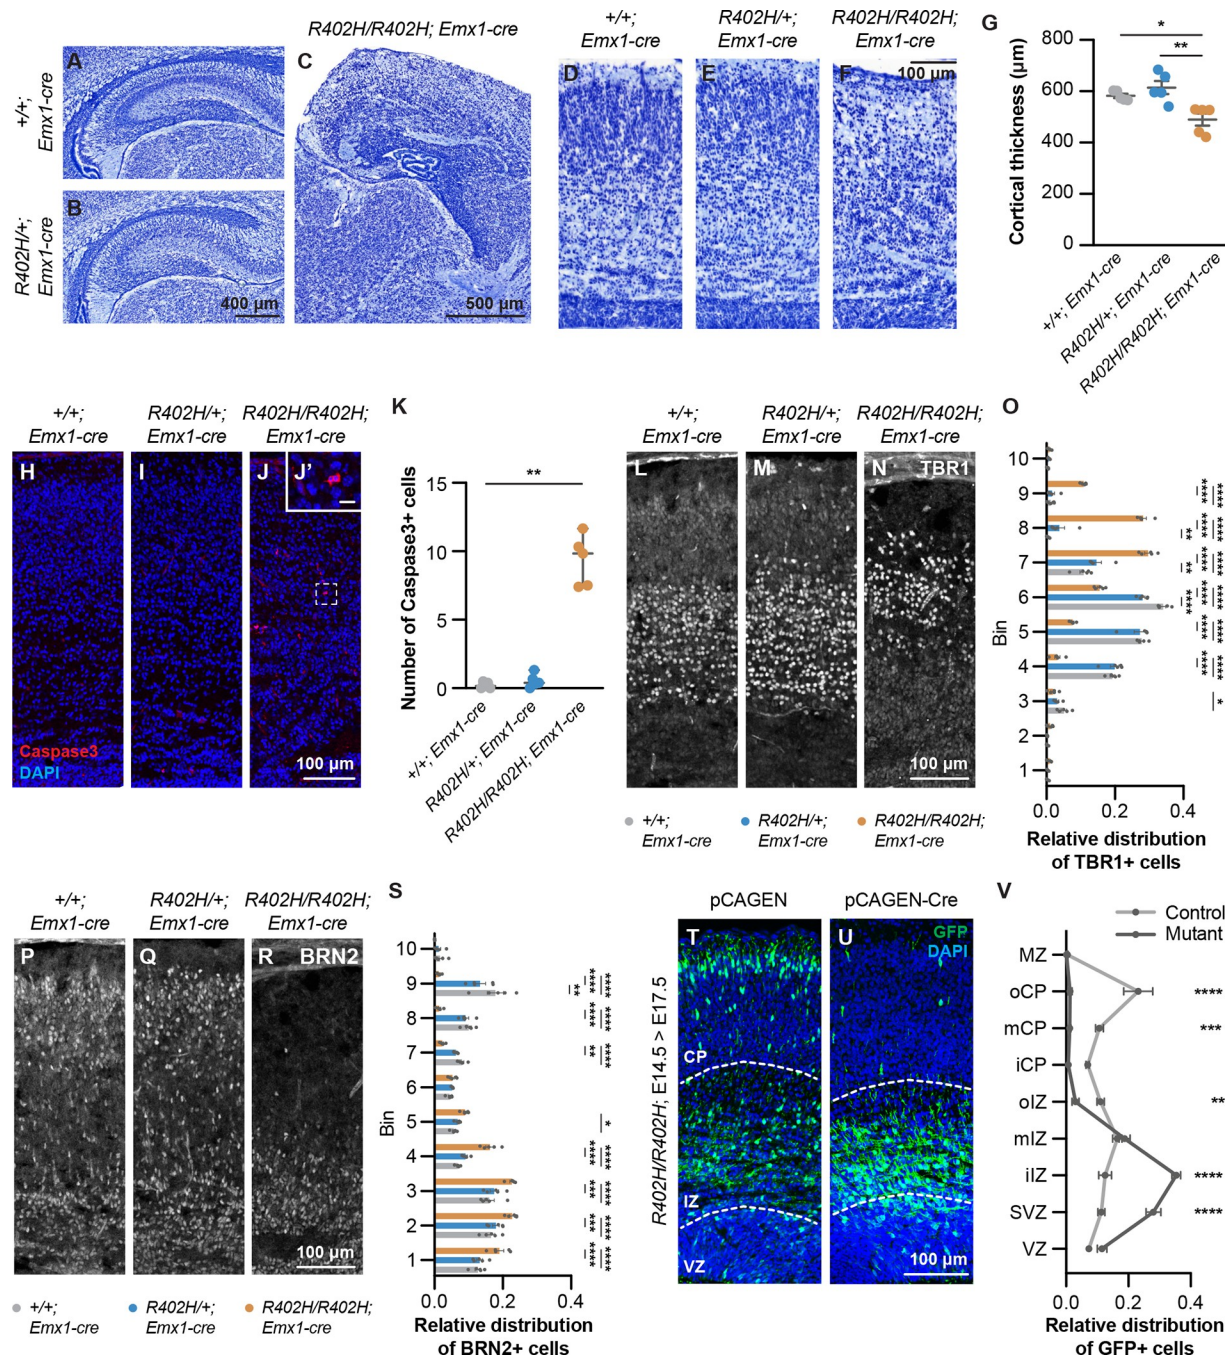 R402H/R402H; Emx1-cre
A
+/+;
Emx1-cre
B
R402H/+;
Emx1-cre
400 µm
C
500 µm
+/+;
Emx1-cre
R402H/+;
Emx1-cre
R402H/R402H;
Emx1-cre
D
E
F
100 µm
G
Cortical thickness (µm)
800
600
400
200
0
*
**
+/+; Emx1-cre
R402H/+; Emx1-cre
R402H/R402H; Emx1-cre
+/+;
Emx1-cre
R402H/+;
Emx1-cre
R402H/R402H;
Emx1-cre
H
I
J
J’
Caspase3
DAPI
100 µm
K
Number of Caspase3+ cells
15
10
5
0
**
+/+; Emx1-cre
R402H/+; Emx1-cre
R402H/R402H; Emx1-cre
+/+;
Emx1-cre
R402H/+;
Emx1-cre
R402H/R402H;
Emx1-cre
L
M
N
TBR1
100 µm
+/+;
Emx1-cre
R402H/+;
Emx1-cre
R402H/R402H;
Emx1-cre
O
Bin
10
9
8
7
6
5
4
3
2
1
**** ****
** **** ****
** **** ****
**** **** ****
**** ****
**** ****
*
0.0 0.2 0.4
Relative distribution
of TBR1+ cells
+/+;
Emx1-cre
R402H/+;
Emx1-cre
R402H/R402H;
Emx1-cre
P
Q
R
BRN2
100 µm
+/+;
Emx1-cre
R402H/+;
Emx1-cre
R402H/R402H;
Emx1-cre
S
Bin
10
9
8
7
6
5
4
3
2
1
** **** ****
**** ****
** ****
*
**** ****
*** ****
*** ****
**** ****
0.0 0.2 0.4
Relative distribution
of BRN2+ cells
pCAGEN
pCAGEN-Cre
R402H/R402H; E14.5 > E17.5
T
U
GFP
DAPI
CP
IZ
VZ
100 µm
V
Control
Mutant
MZ
oCP
****
mCP
***
iCP
oIZ
**
mIZ
iIZ
****
SVZ
****
VZ
0.0 0.2 0.4
Relative distribution
of GFP+ cells